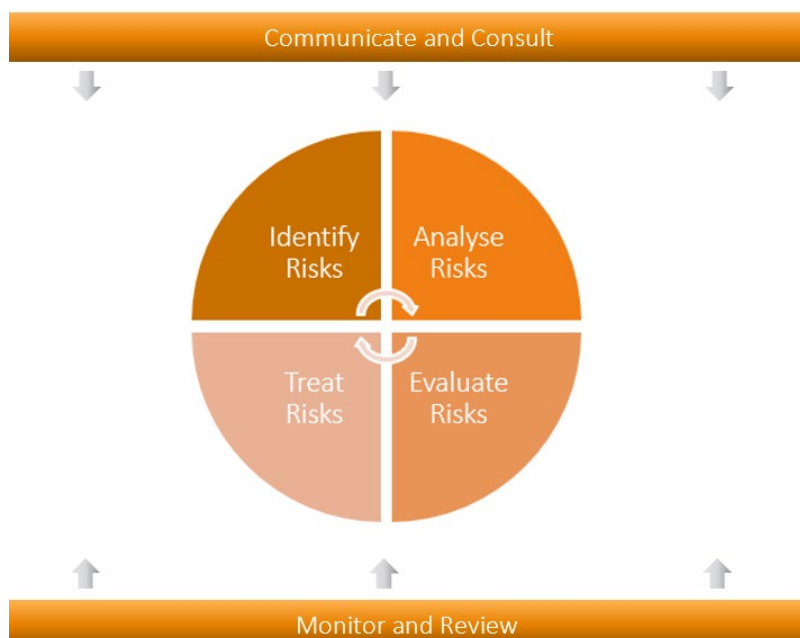 Communicate and Consult
Identify
Risks
Analyse
Risks
Treat
Risks
Evaluate
Risks
Monitor and Review